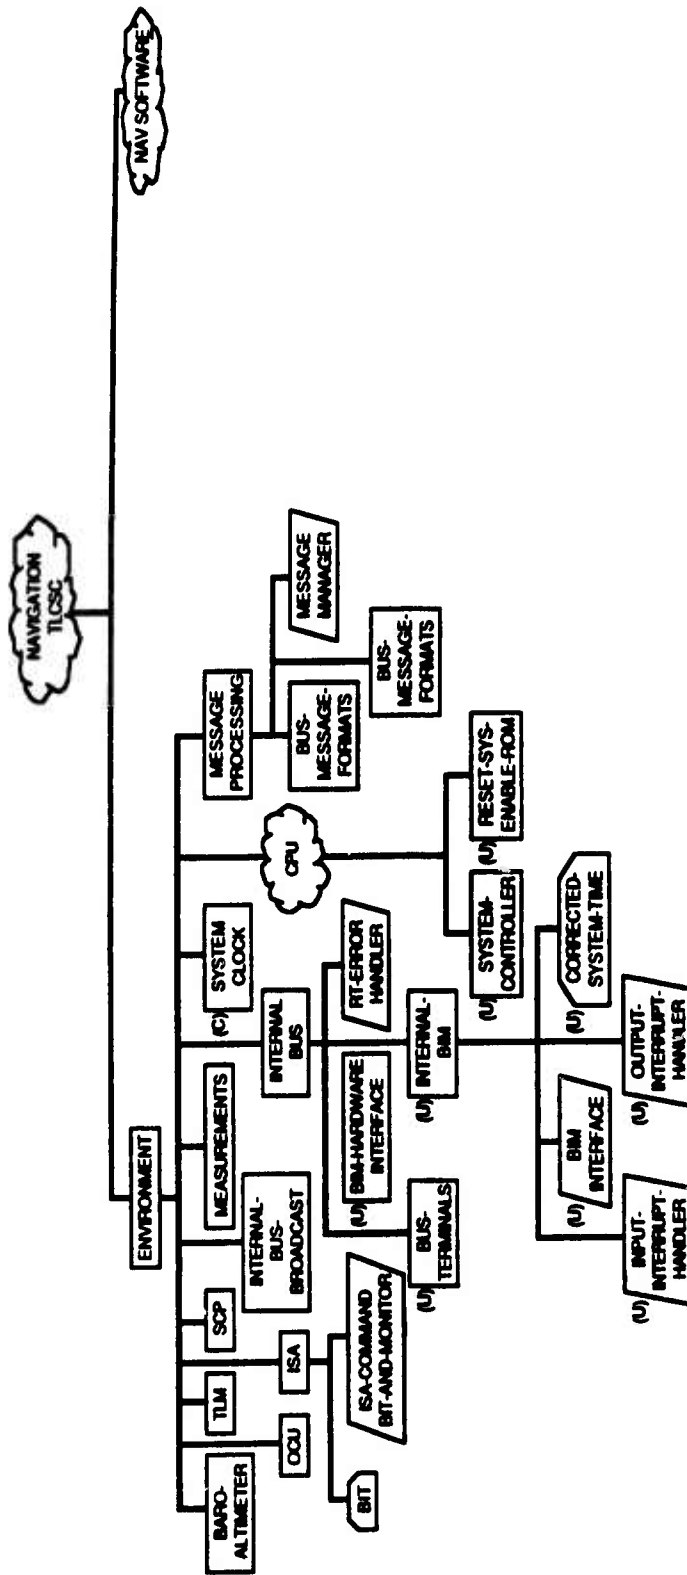 NAVIGATION
TLCSC
NAV SOFTWARE
ENVIRONMENT
BARO-
ALTIMETER
TLM
SCP
MEASUREMENTS
(C) SYSTEM
CLOCK
MESSAGE
PROCESSING
OCU
ISA
INTERNAL-
BUS-
BROADCAST
INTERNAL
BUS
CPU
BUS-
MESSAGE-
FORMATS
MESSAGE
MANAGER
BIT
ISA-COMMAND
BIT-AND-MONITOR
(U) BIM-HARDWARE
INTERFACE
RT-ERROR
HANDLER
BUS-
MESSAGE-
FORMATS
(U) BUS-
TERMINALS
(U) INTERNAL-
BIM
(U) SYSTEM-
CONTROLLER
(U) RESET-SYS-
ENABLE-ROM
(U) BIM
INTERFACE
(U) CORRECTED-
SYSTEM-TIME
(U) INPUT-
INTERRUPT-
HANDLER
(U) OUTPUT-
INTERRUPT-
HANDLER